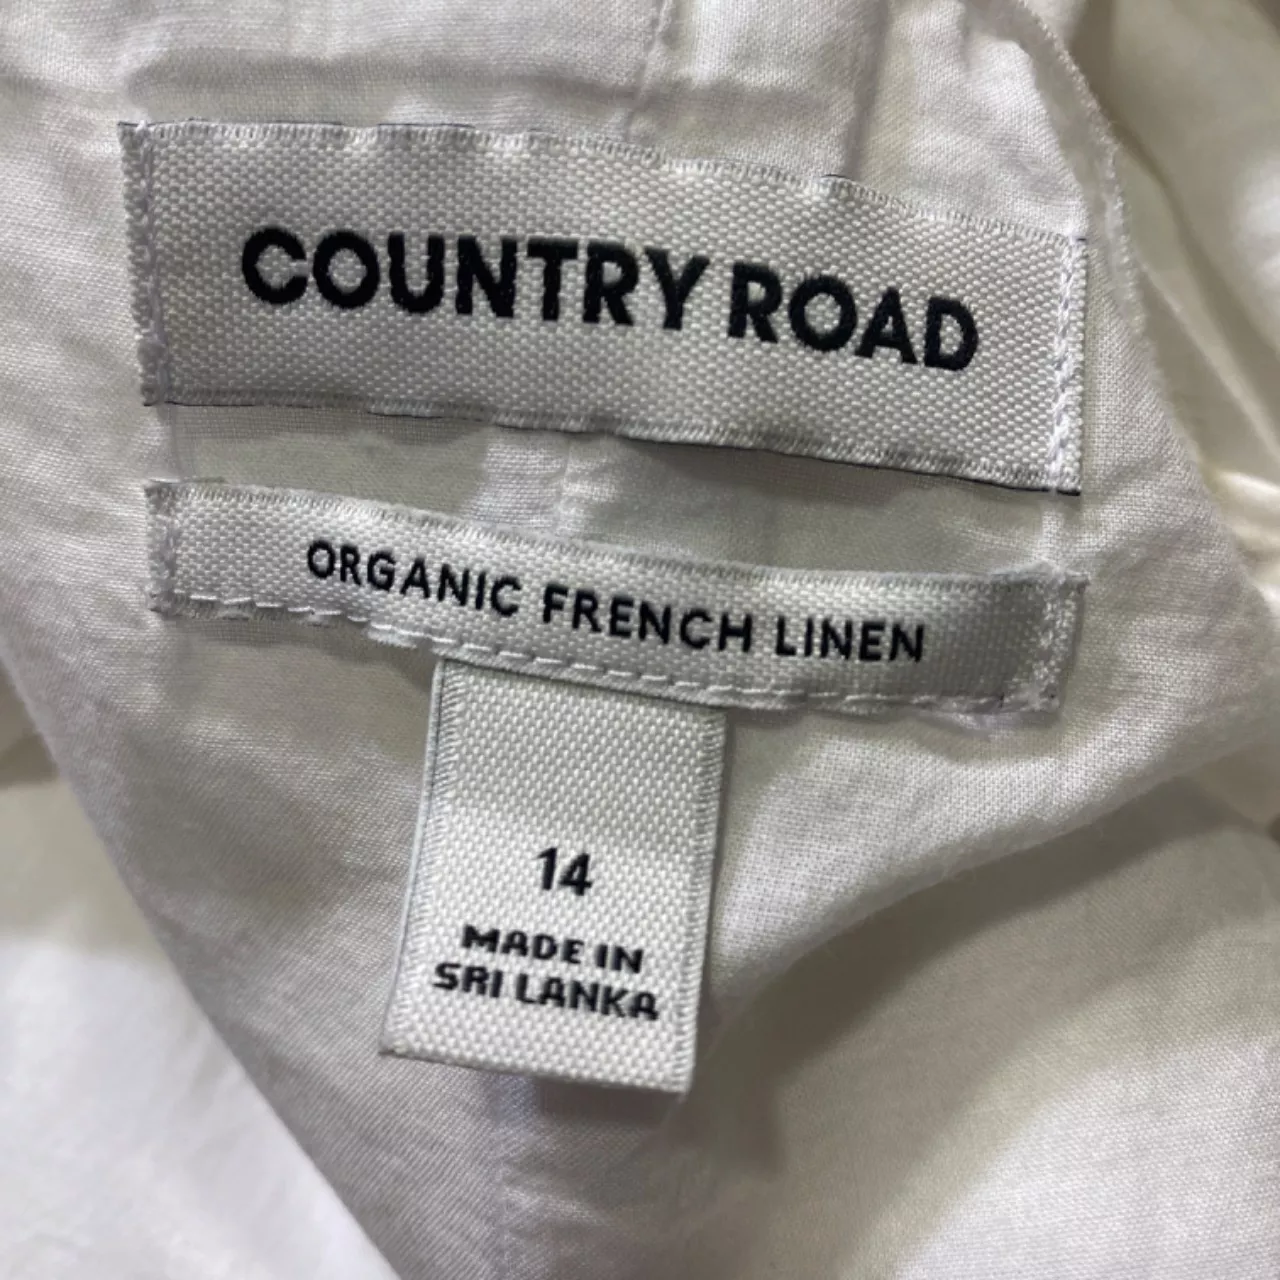 COUNTRY ROAD
ORGANIC FRENCH LINEN
14
MADE IN
SRI LANKA